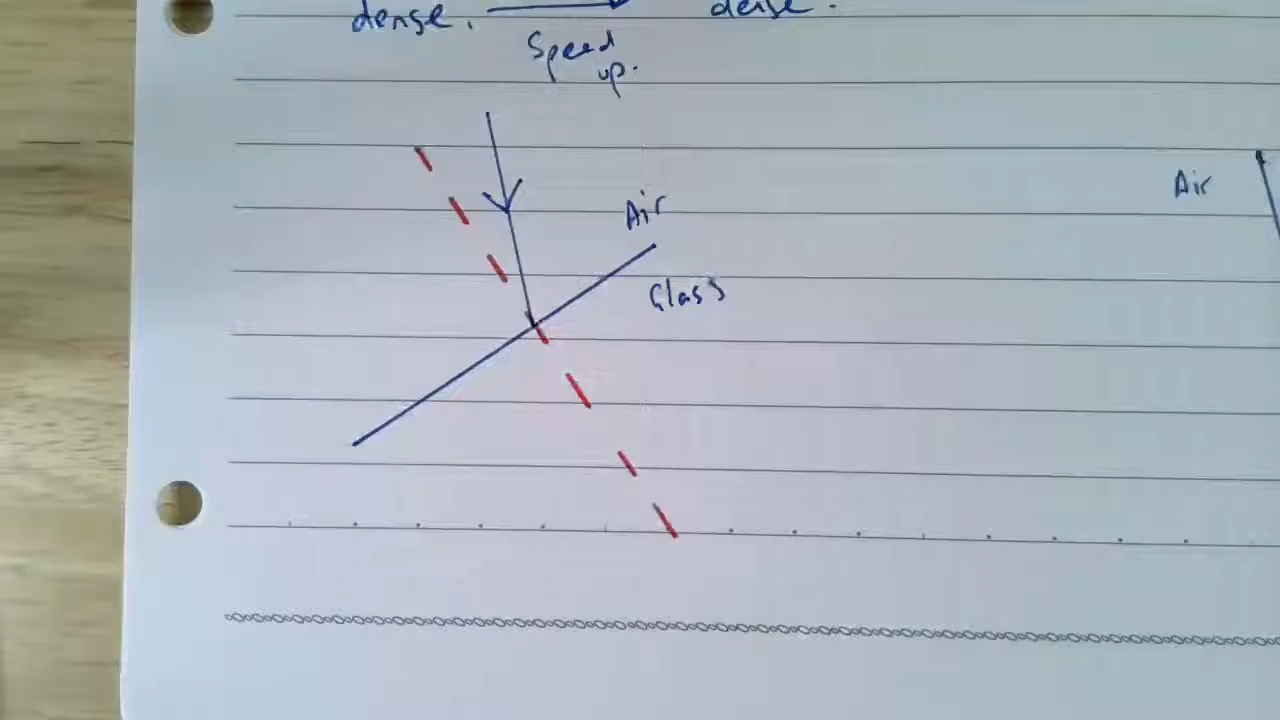 dense. dense.
Speed
up.
Air
Air
Glass